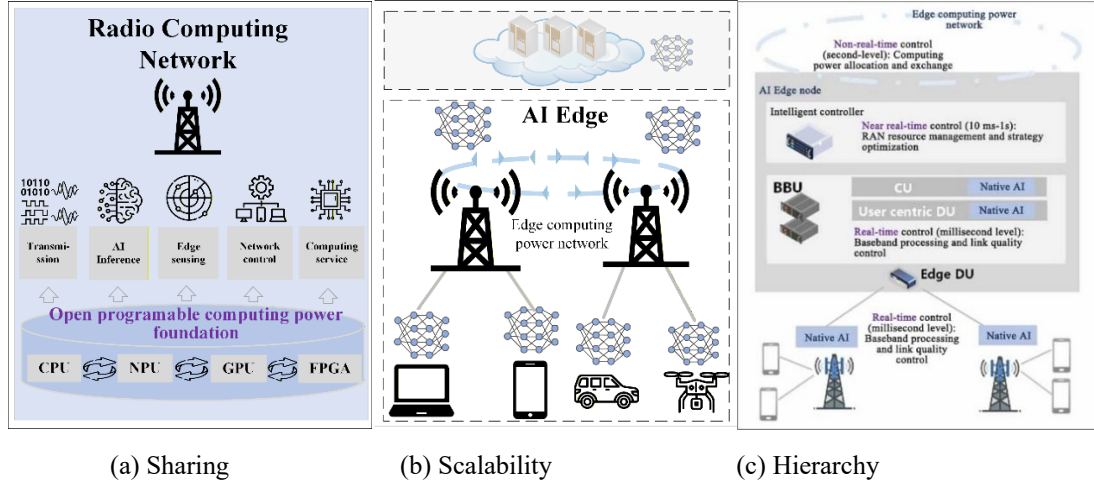 Radio Computing
Network
10110
01010
Transmi-
ssion
AI
Inference
Edge
sensing
Network
control
Computing
service
Open programable computing power
foundation
CPU
NPU
GPU
FPGA
(a) Sharing
AI Edge
Edge computing
power network
(b) Scalability
Edge computing power
network
Non-real-time control
(second-level): Computing
power allocation and exchange
AI Edge node
Intelligent controller
Near real-time control (10 ms-1s):
RAN resource management and strategy
optimization
BBU
CU
Native AI
User centric DU
Native AI
Real-time control (millisecond level):
Baseband processing and link quality
control
Edge DU
Real-time control
(millisecond level):
Baseband processing
and link quality
control
Native AI
Native AI
(c) Hierarchy